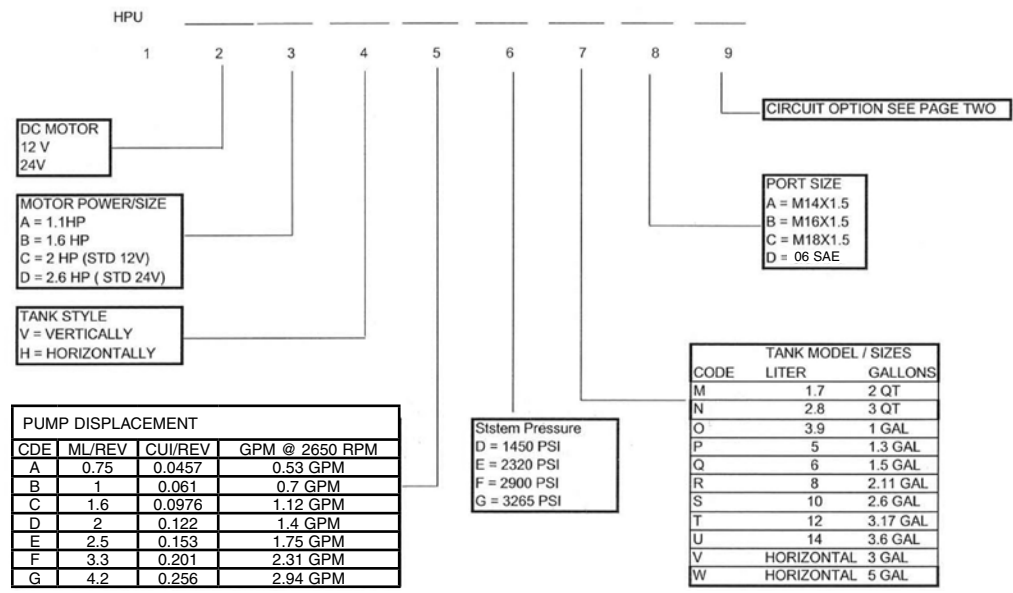 HPU
1 2 3 4 5 6 7 8 9
CIRCUIT OPTION SEE PAGE TWO
DC MOTOR
12 V
24V
MOTOR POWER/SIZE
A = 1.1HP
B = 1.6 HP
C = 2 HP (STD 12V)
D = 2.6 HP ( STD 24V)
TANK STYLE
V = VERTICALLY
H = HORIZONTALLY
PORT SIZE
A = M14X1.5
B = M16X1.5
C = M18X1.5
D = 06 SAE
PUMP DISPLACEMENT
CDE ML/REV CUI/REV GPM @ 2650 RPM
A 0.75 0.0457 0.53 GPM
B 1 0.061 0.7 GPM
C 1.6 0.0976 1.12 GPM
D 2 0.122 1.4 GPM
E 2.5 0.153 1.75 GPM
F 3.3 0.201 2.31 GPM
G 4.2 0.256 2.94 GPM
Ststem Pressure
D = 1450 PSI
E = 2320 PSI
F = 2900 PSI
G = 3265 PSI
TANK MODEL / SIZES
CODE LITER GALLONS
M 1.7 2 QT
N 2.8 3 QT
O 3.9 1 GAL
P 5 1.3 GAL
Q 6 1.5 GAL
R 8 2.11 GAL
S 10 2.6 GAL
T 12 3.17 GAL
U 14 3.6 GAL
V HORIZONTAL 3 GAL
W HORIZONTAL 5 GAL